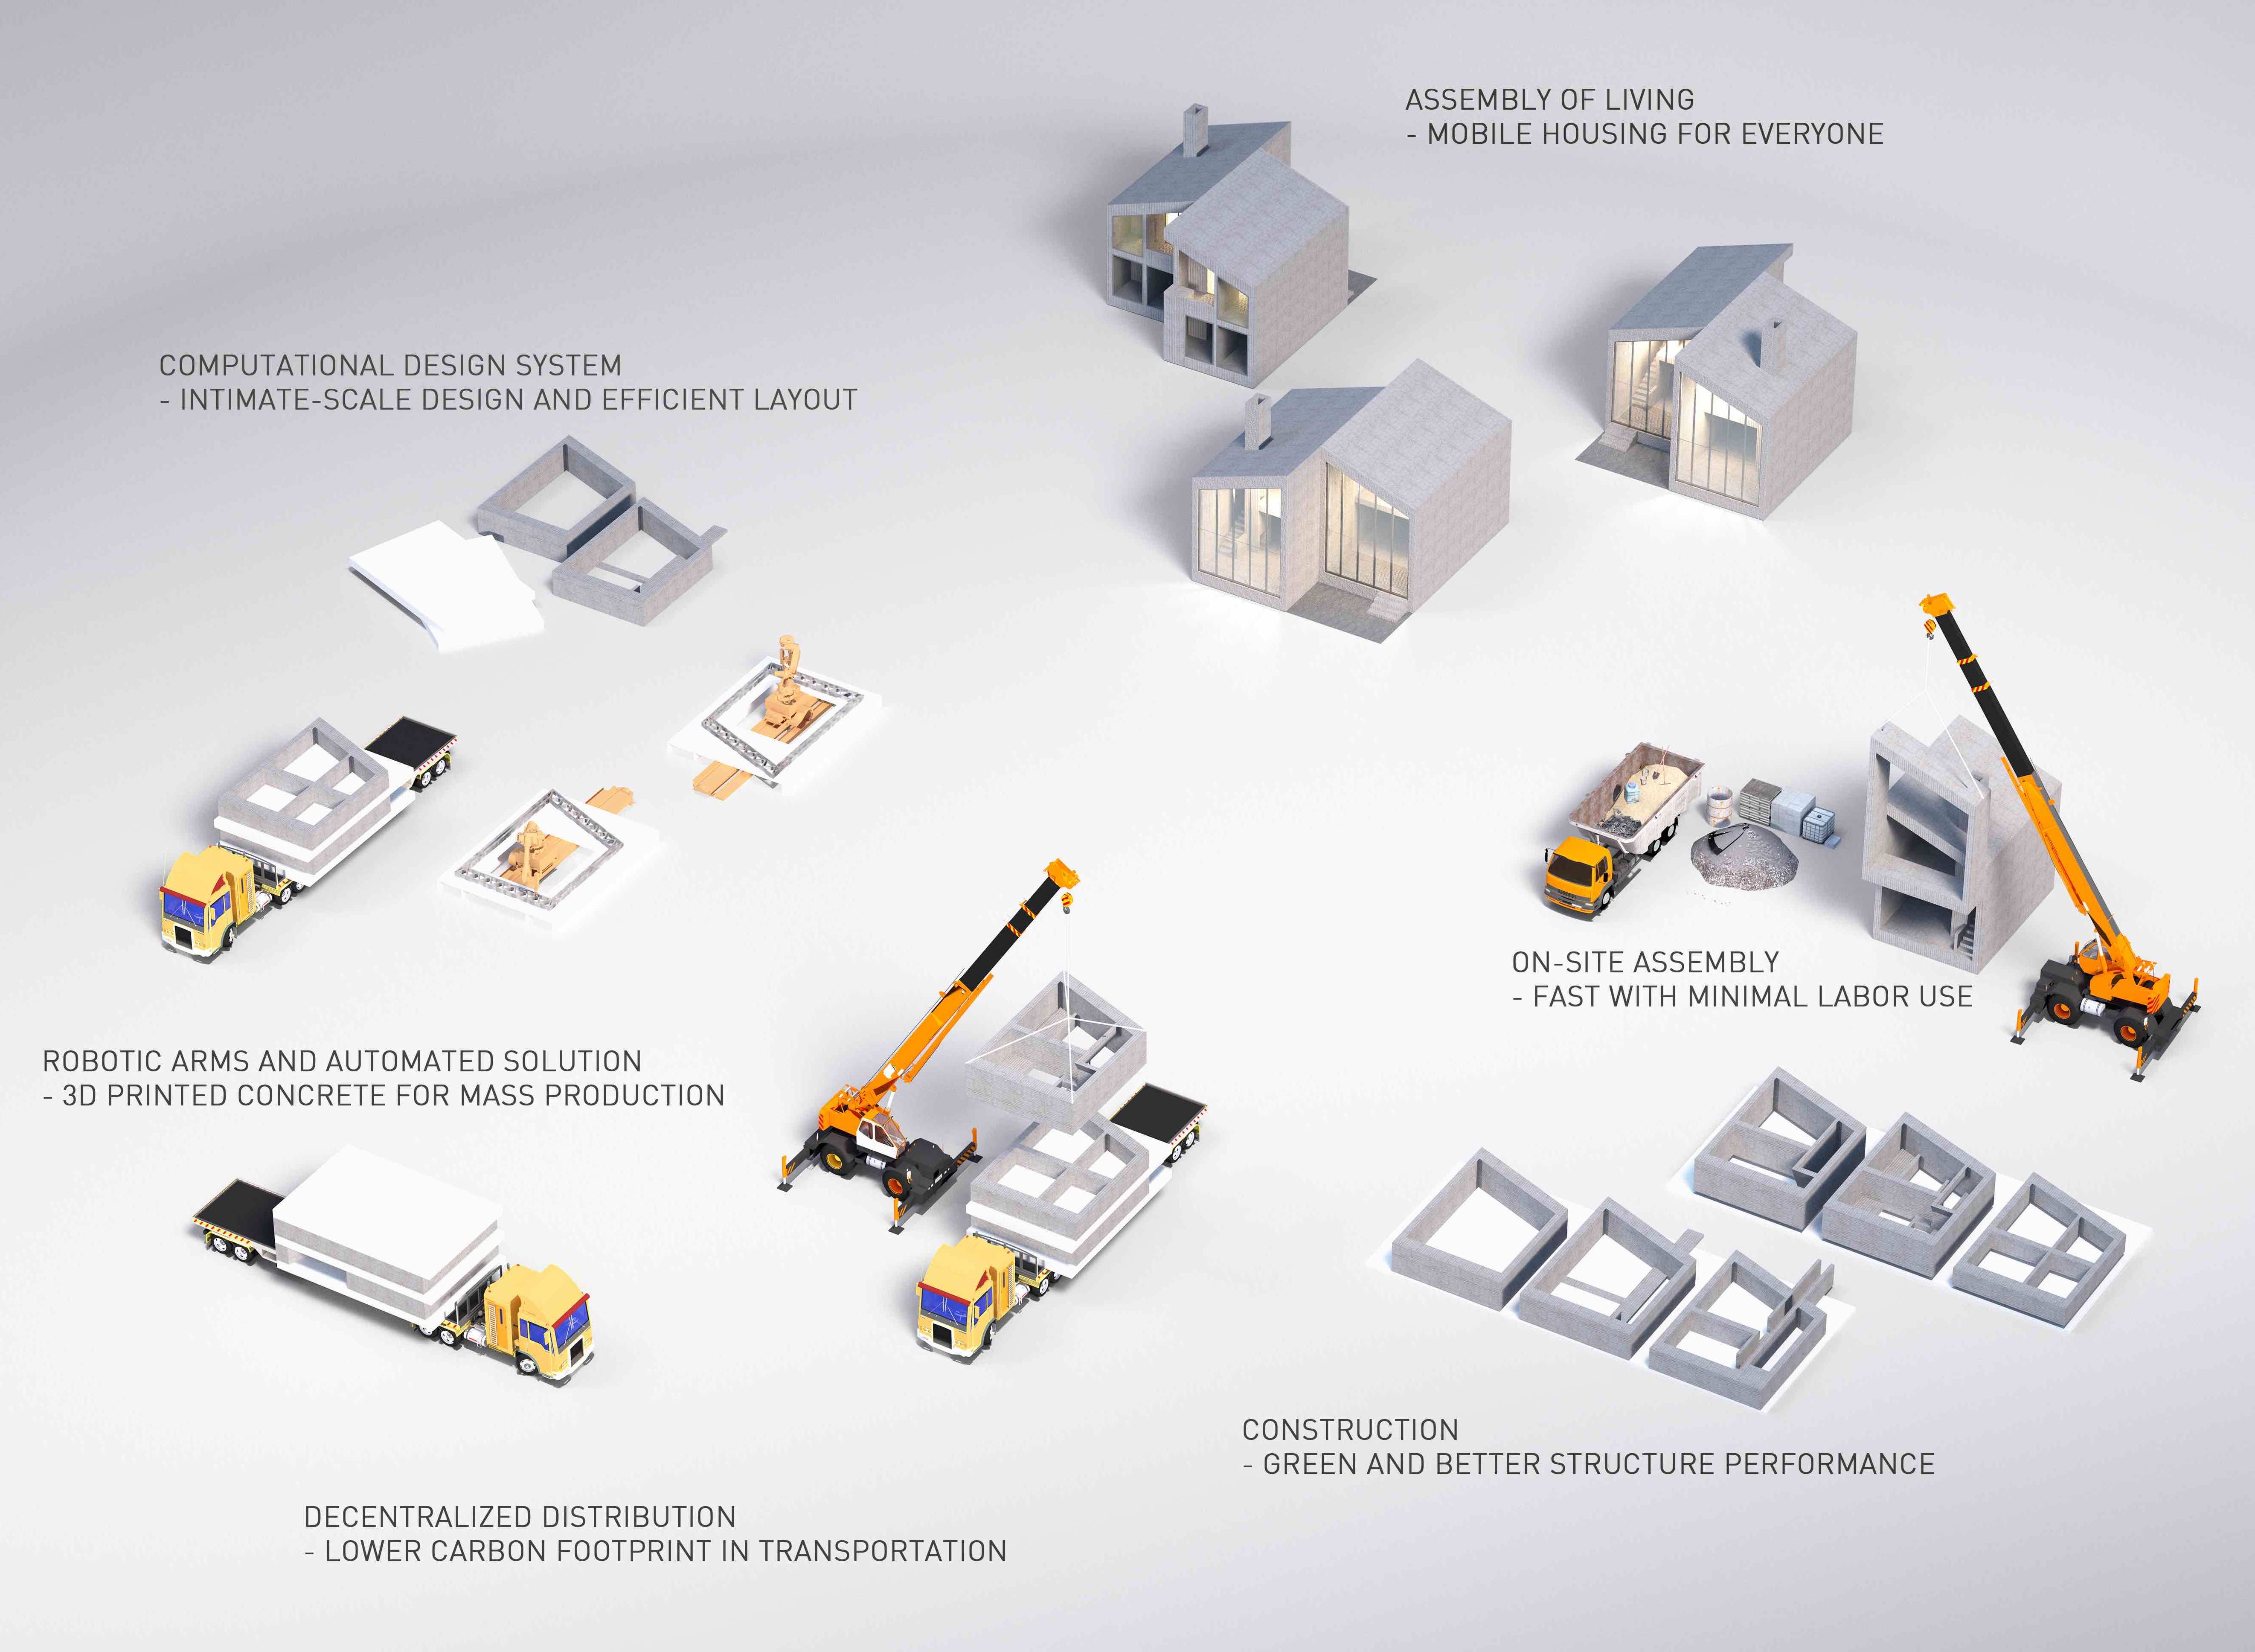 ASSEMBLY OF LIVING
- MOBILE HOUSING FOR EVERYONE
COMPUTATIONAL DESIGN SYSTEM
- INTIMATE-SCALE DESIGN AND EFFICIENT LAYOUT
ON-SITE ASSEMBLY
- FAST WITH MINIMAL LABOR USE
ROBOTIC ARMS AND AUTOMATED SOLUTION
- 3D PRINTED CONCRETE FOR MASS PRODUCTION
CONSTRUCTION
- GREEN AND BETTER STRUCTURE PERFORMANCE
DECENTRALIZED DISTRIBUTION
- LOWER CARBON FOOTPRINT IN TRANSPORTATION